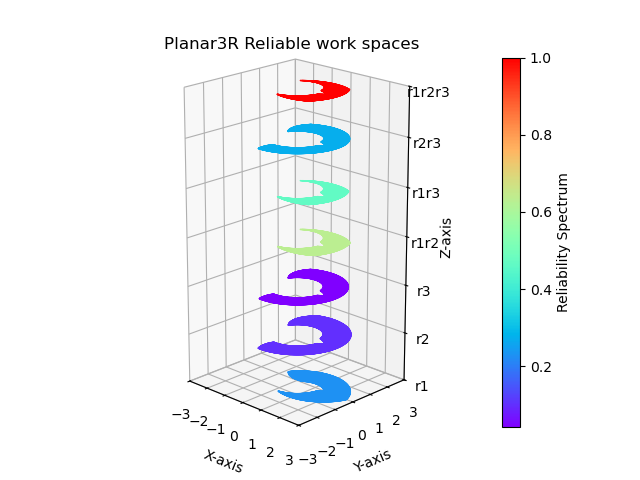 Planar3R Reliable work spaces
r1r2r3
r2r3
r1r3
r1r2
r3
r2
r1
Z-axis
−3 −2 −1 0 1 2 3
X-axis
−3 −2 −1 0 1 2 3
Y-axis
1.0
0.8
0.6
0.4
0.2
Reliability Spectrum